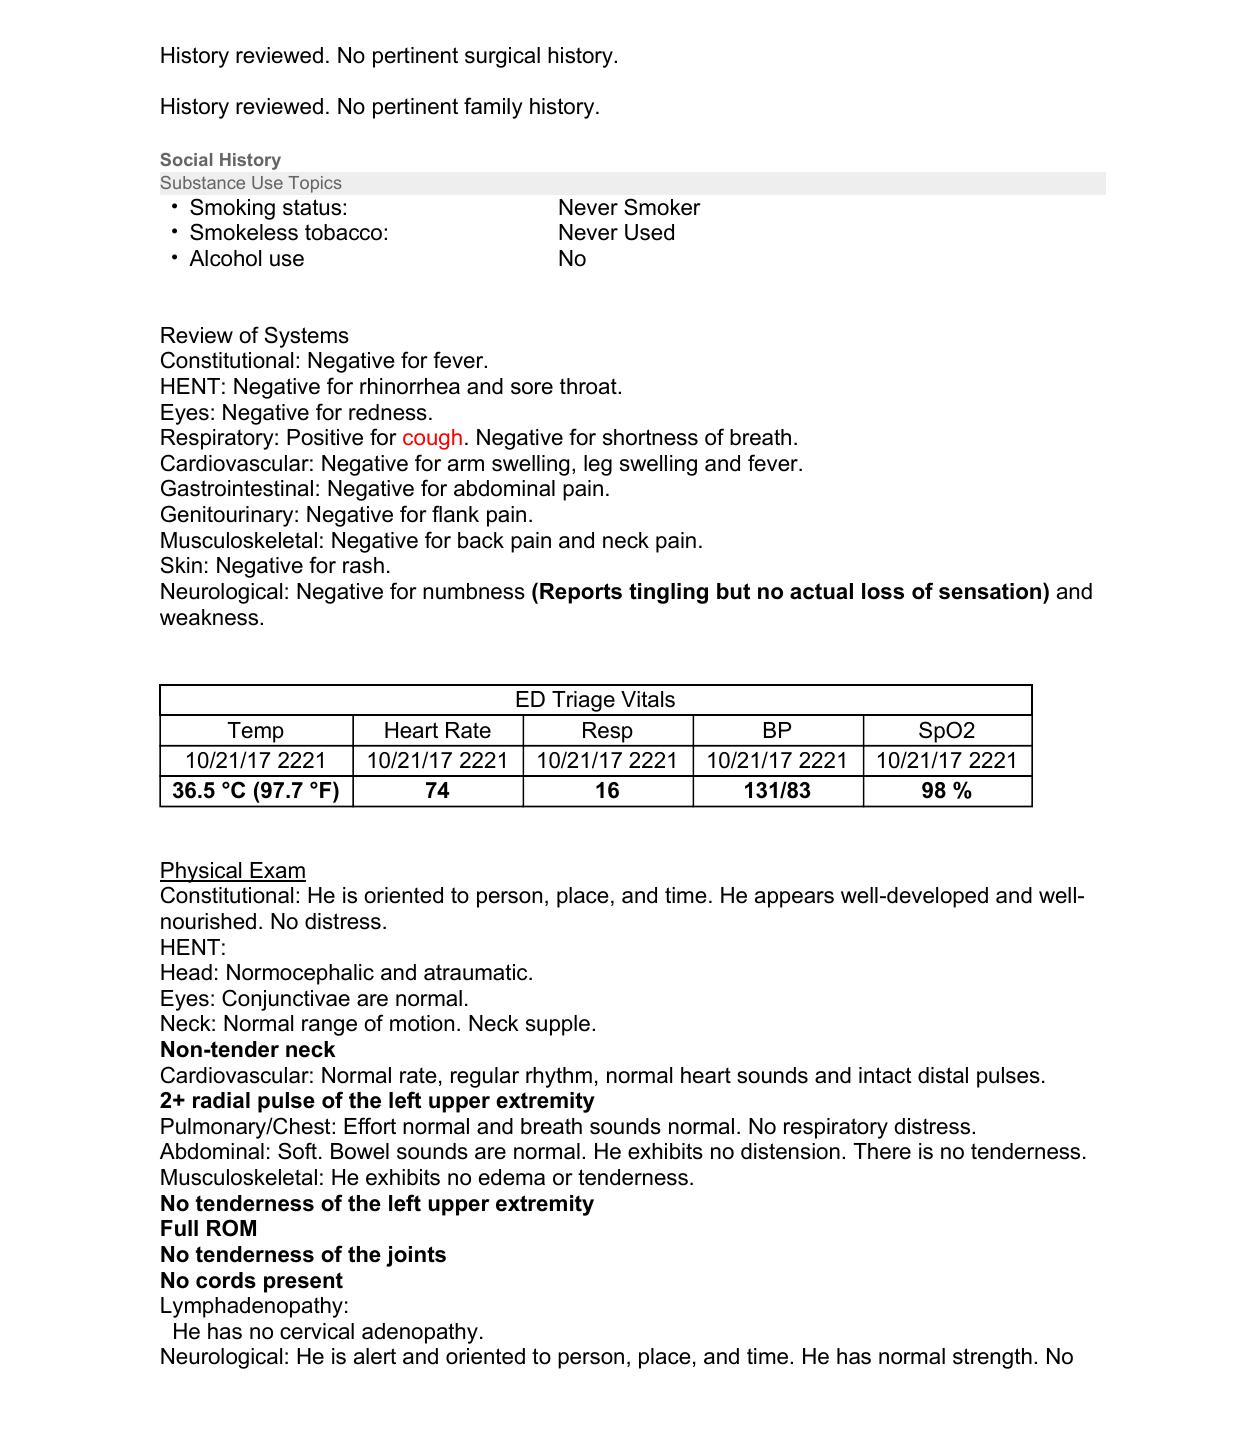 History reviewed. No pertinent surgical history.
History reviewed. No pertinent family history.
Social History
Substance Use Topics
• Smoking status: Never Smoker
• Smokeless tobacco: Never Used
• Alcohol use No
Review of Systems
Constitutional: Negative for fever.
HENT: Negative for rhinorrhea and sore throat.
Eyes: Negative for redness.
Respiratory: Positive for cough. Negative for shortness of breath.
Cardiovascular: Negative for arm swelling, leg swelling and fever.
Gastrointestinal: Negative for abdominal pain.
Genitourinary: Negative for flank pain.
Musculoskeletal: Negative for back pain and neck pain.
Skin: Negative for rash.
Neurological: Negative for numbness (Reports tingling but no actual loss of sensation) and
weakness.
ED Triage Vitals
Temp Heart Rate Resp BP SpO2
10/21/17 2221 10/21/17 2221 10/21/17 2221 10/21/17 2221 10/21/17 2221
36.5 °C (97.7 °F) 74 16 131/83 98 %
Physical Exam
Constitutional: He is oriented to person, place, and time. He appears well-developed and well-
nourished. No distress.
HENT:
Head: Normocephalic and atraumatic.
Eyes: Conjunctivae are normal.
Neck: Normal range of motion. Neck supple.
Non-tender neck
Cardiovascular: Normal rate, regular rhythm, normal heart sounds and intact distal pulses.
2+ radial pulse of the left upper extremity
Pulmonary/Chest: Effort normal and breath sounds normal. No respiratory distress.
Abdominal: Soft. Bowel sounds are normal. He exhibits no distension. There is no tenderness.
Musculoskeletal: He exhibits no edema or tenderness.
No tenderness of the left upper extremity
Full ROM
No tenderness of the joints
No cords present
Lymphadenopathy:
He has no cervical adenopathy.
Neurological: He is alert and oriented to person, place, and time. He has normal strength. No